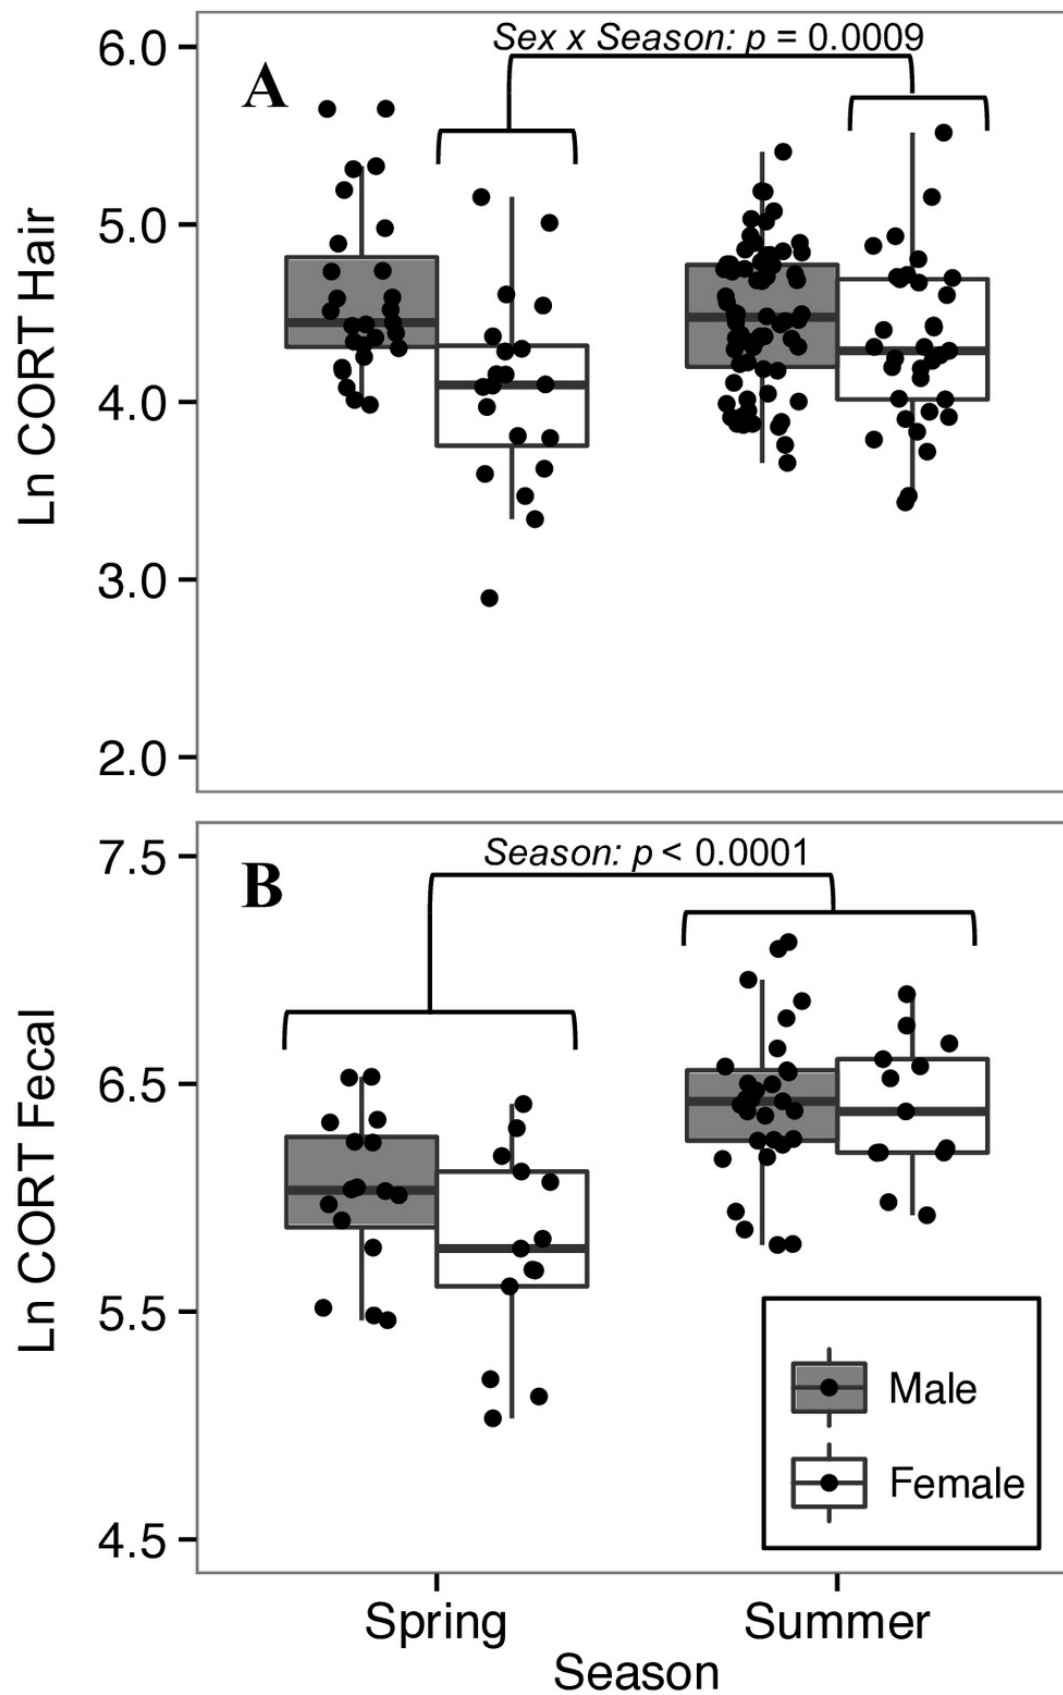 Sex x Season: p = 0.0009
A
6.0
5.0
4.0
3.0
2.0
Ln CORT Hair
Season: p < 0.0001
B
7.5
6.5
5.5
4.5
Ln CORT Fecal
Male
Female
Spring
Summer
Season